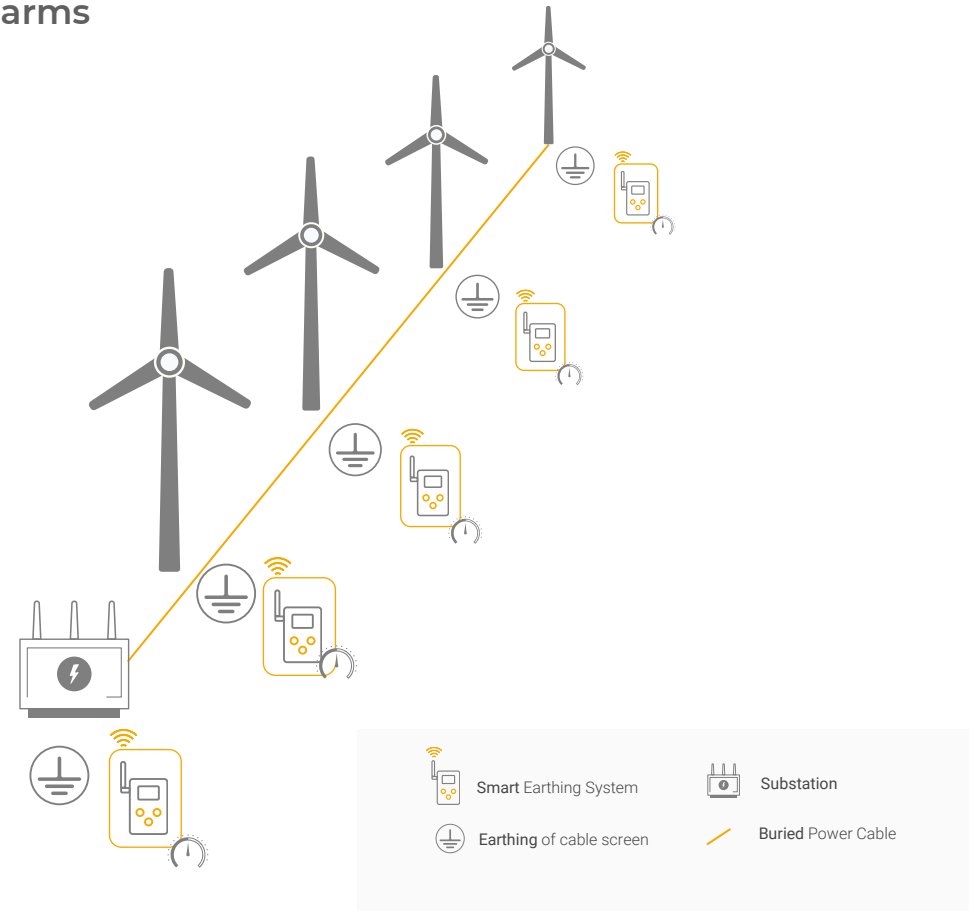 arms
Smart Earthing System
Substation
Earthing of cable screen
Buried Power Cable